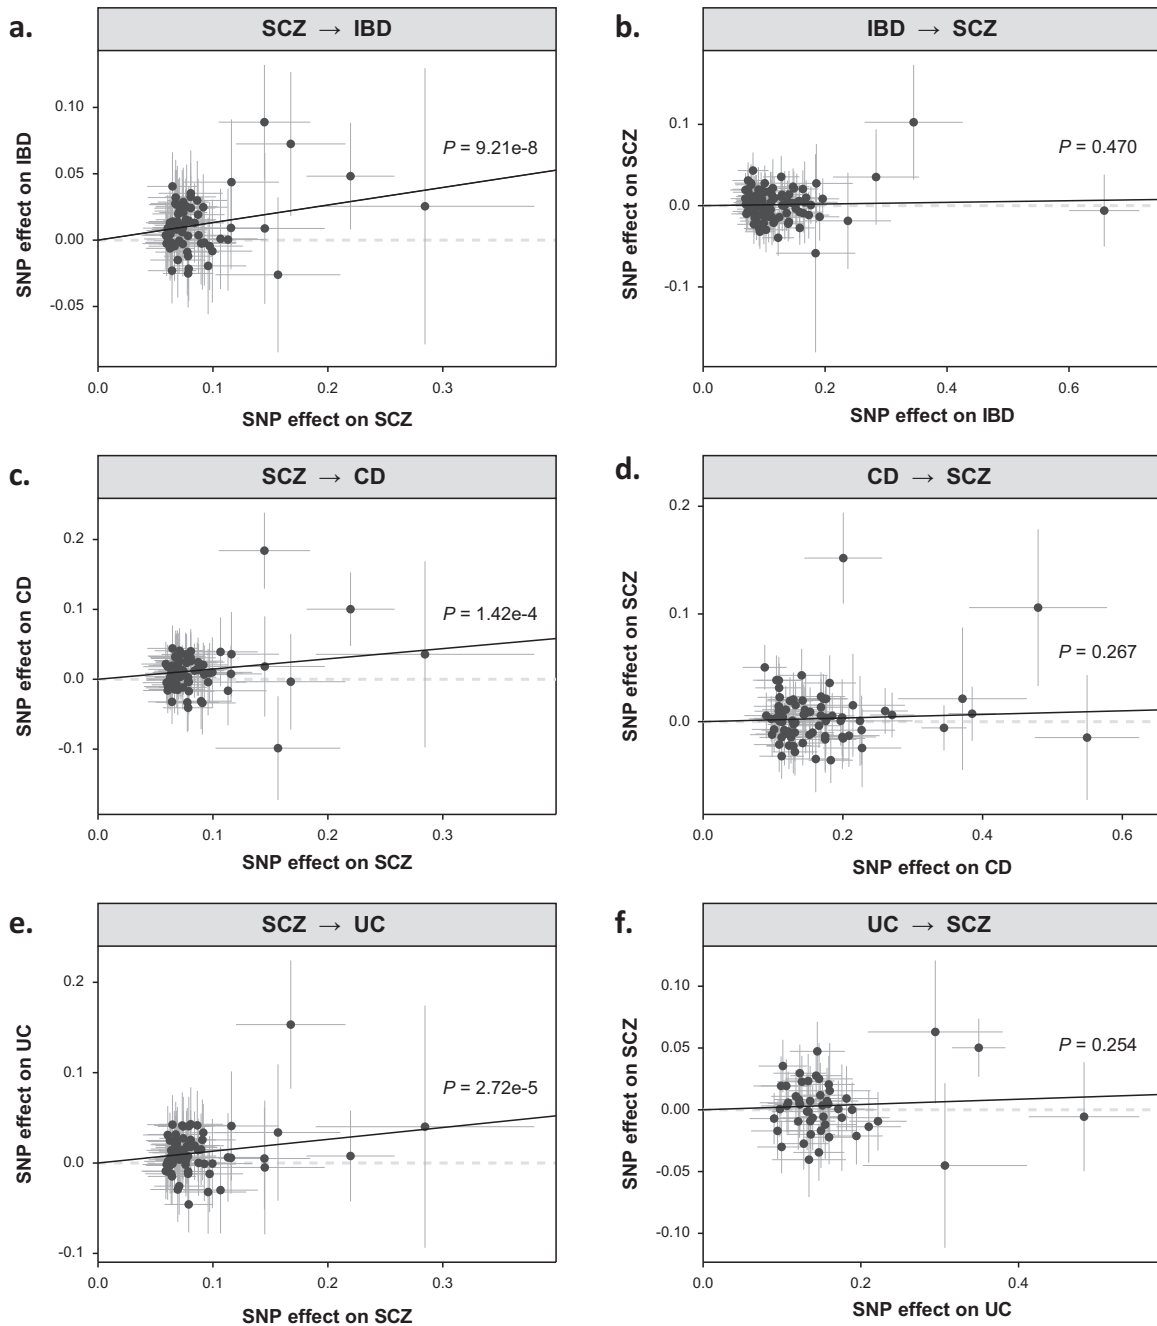 a.
SCZ → IBD
SNP effect on IBD
0.10
0.05
0.00
-0.05
P = 9.21e-8
0.0 0.1 0.2 0.3
SNP effect on SCZ
b.
IBD → SCZ
SNP effect on SCZ
0.1
0.0
-0.1
P = 0.470
0.0 0.2 0.4 0.6
SNP effect on IBD
c.
SCZ → CD
SNP effect on CD
0.2
0.1
0.0
-0.1
P = 1.42e-4
0.0 0.1 0.2 0.3
SNP effect on SCZ
d.
CD → SCZ
SNP effect on SCZ
0.2
0.1
0.0
P = 0.267
0.0 0.2 0.4 0.6
SNP effect on CD
e.
SCZ → UC
SNP effect on UC
0.2
0.1
0.0
-0.1
P = 2.72e-5
0.0 0.1 0.2 0.3
SNP effect on SCZ
f.
UC → SCZ
SNP effect on SCZ
0.10
0.05
0.00
-0.05
-0.10
P = 0.254
0.0 0.2 0.4
SNP effect on UC